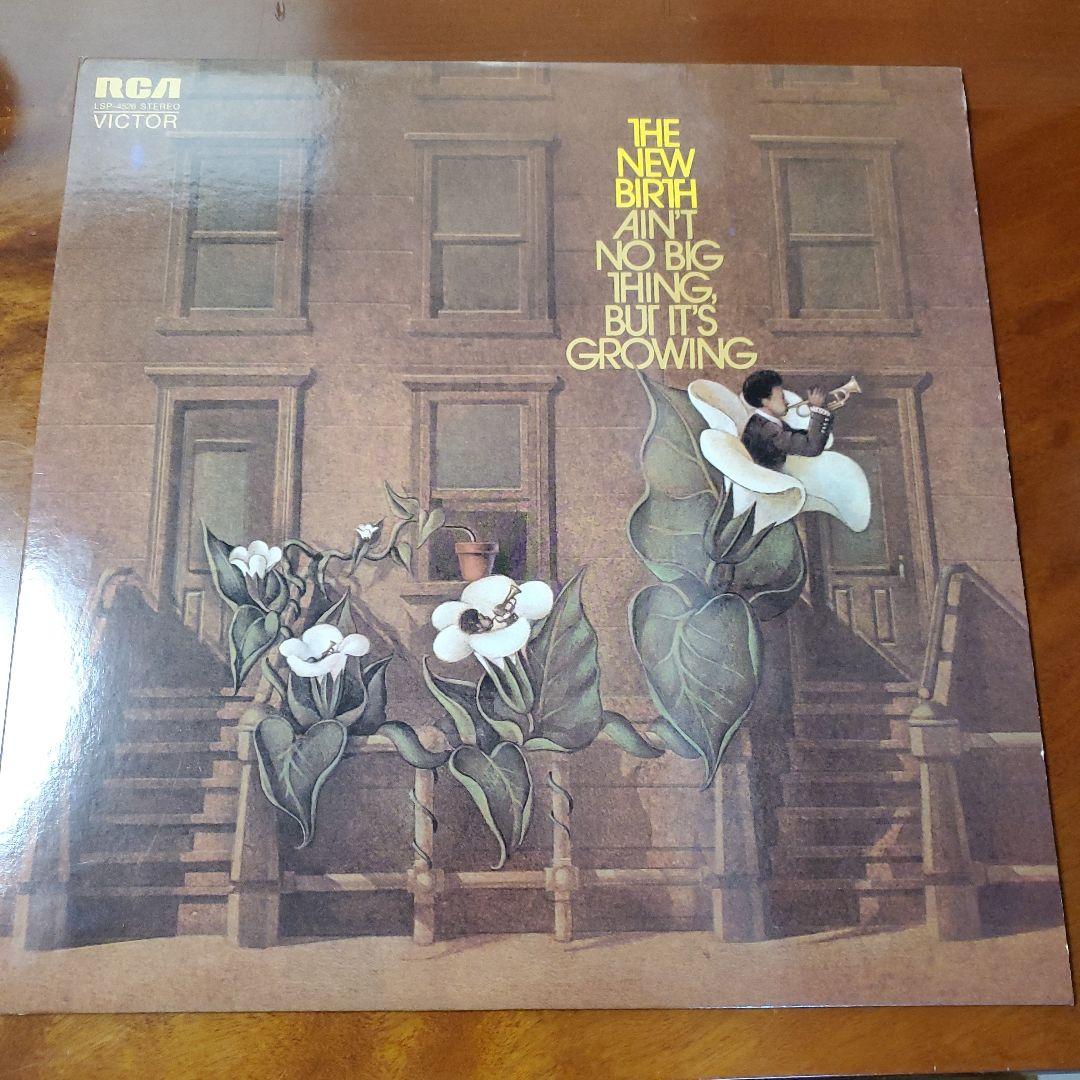 RCA
LSP-4526 STEREO
VICTOR
THE
NEW
BIRTH
AIN'T
NO BIG
THING,
BUT IT'S
GROWING